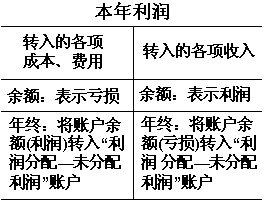 本年利润
转入的各项
成本、费用
转入的各项收入
余额：表示亏损
余额：表示利润
年终：将账户余
额(利润)转入“利
润分配—未分配
利润”账户
年终：将账户余
额(亏损)转入“利
润 分配—未分配
利润”账户